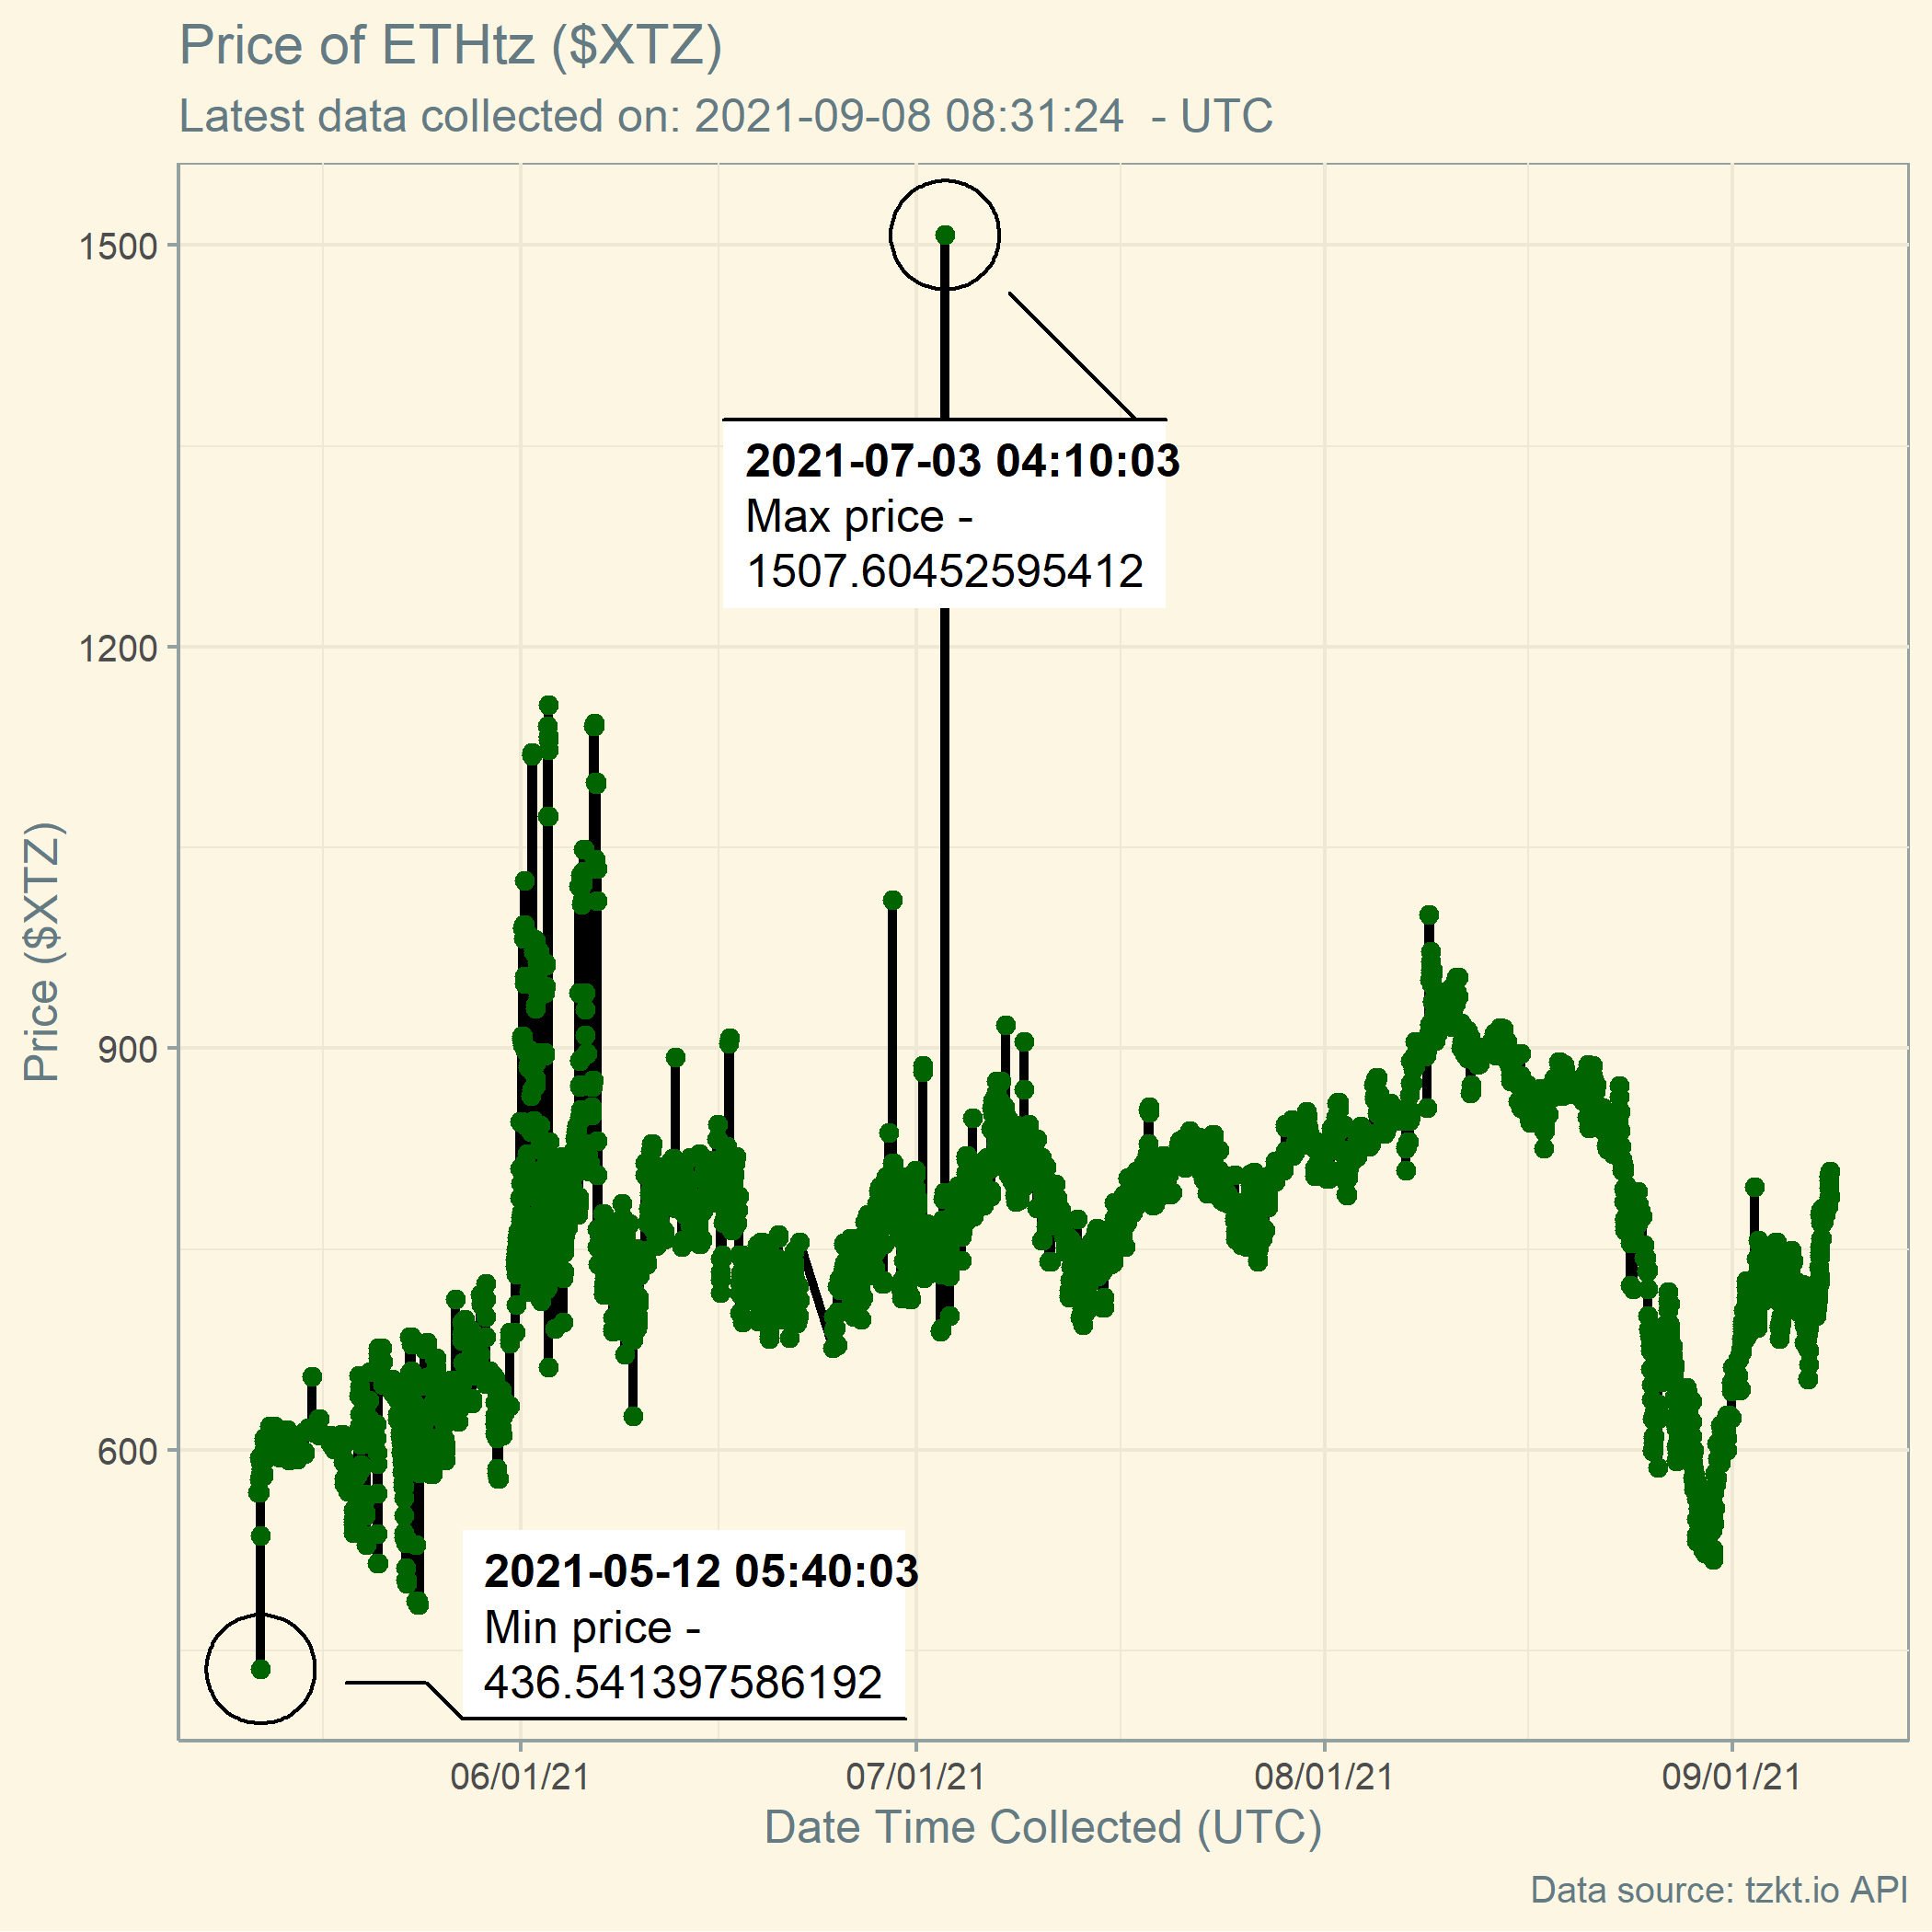 Price of ETHtz ($XTZ)
Latest data collected on: 2021-09-08 08:31:24  - UTC
1500
2021-07-03 04:10:03
Max price -
1507.60452595412
1200
Price ($XTZ)
900
600
2021-05-12 05:40:03
Min price -
436.541397586192
06/01/21 07/01/21 08/01/21 09/01/21
Date Time Collected (UTC)
Data source: tzkt.io API